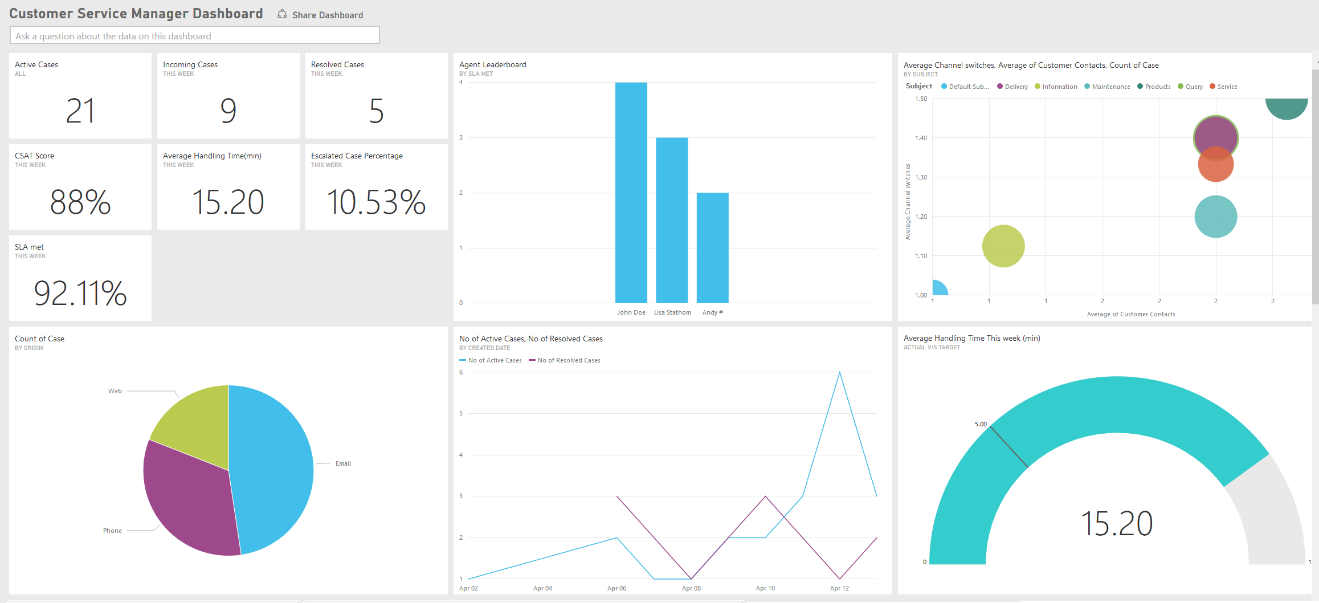 Customer Service Manager Dashboard
Share Dashboard
Ask a question about the data on this dashboard
Active Cases
ALL
21
Incoming Cases
THIS WEEK
9
Resolved Cases
THIS WEEK
5
CSAT Score
THIS WEEK
88%
Average Handling Time(min)
THIS WEEK
15.20
Escalated Case Percentage
THIS WEEK
10.53%
SLA met
THIS WEEK
92.11%
Agent Leaderboard
BY SLA MET
4
3
2
1
0
John Doe Lisa Stathom Andy #
Average Channel switches, Average of Customer Contacts, Count of Case
BY SUBJECT
Subject Default Sub... Delivery Information Maintenance Products Query Service
Average Channel switches
1.50
1.40
1.30
1.20
1.10
1.00
1 1 1 2 2 2 2
Average of Customer Contacts
Count of Case
BY ORIGIN
Web
Email
Phone
No of Active Cases, No of Resolved Cases
BY CREATED DATE
No of Active Cases No of Resolved Cases
6
5
4
3
2
1
Apr 02 Apr 04 Apr 06 Apr 08 Apr 10 Apr 12
Average Handling Time This week (min)
ACTUAL V/S TARGET
5.00
15.20
0